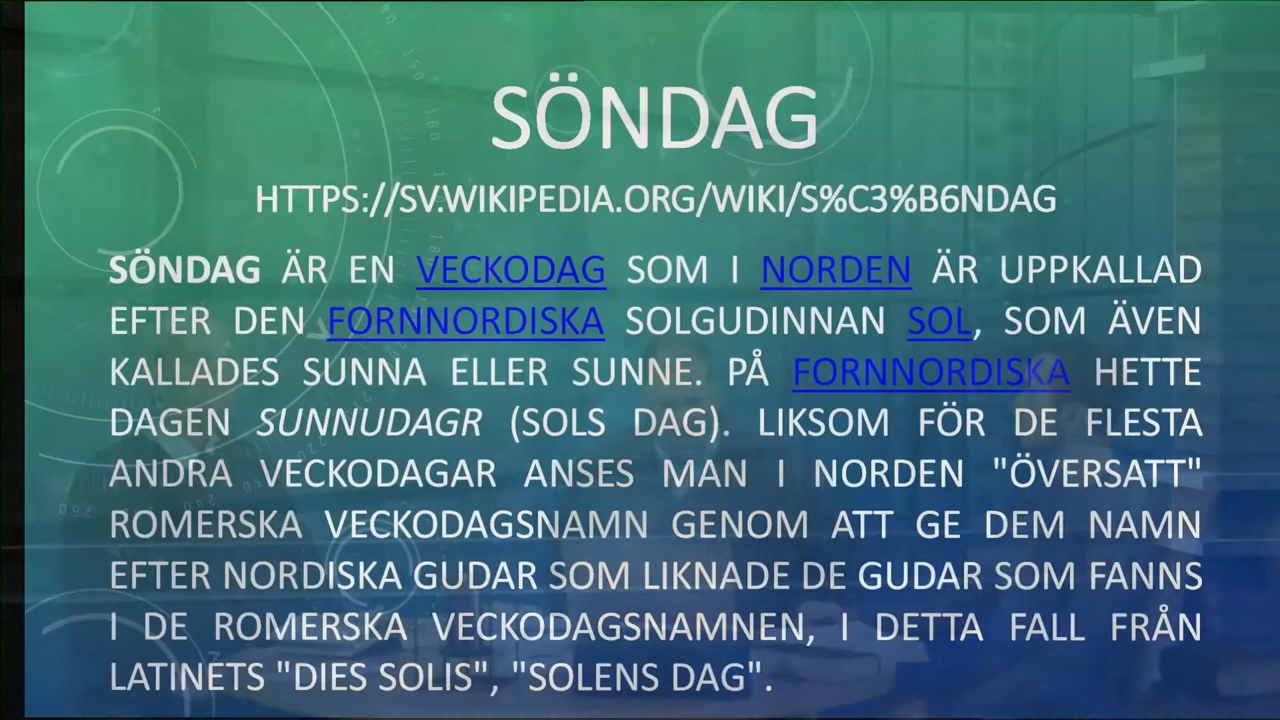 SÖNDAG
HTTPS://SV.WIKIPEDIA.ORG/WIKI/S%C3%B6NDAG
SÖNDAG ÄR EN VECKODAG SOM I NORDEN ÄR UPPKALLAD
EFTER DEN FORNNORDISKA SOLGUDINNAN SOL, SOM ÄVEN
KALLADES SUNNA ELLER SUNNE. PÅ FORNNORDISKA HETTE
DAGEN SUNNUDAGR (SOLS DAG). LIKSOM FÖR DE FLESTA
ANDRA VECKODAGAR ANSES MAN I NORDEN "ÖVERSATT"
ROMERSKA VECKODAGSNAMN GENOM ATT GE DEM NAMN
EFTER NORDISKA GUDAR SOM LIKNADE DE GUDAR SOM FANNS
I DE ROMERSKA VECKODAGSNAMNEN, I DETTA FALL FRÅN
LATINETS "DIES SOLIS", "SOLENS DAG".